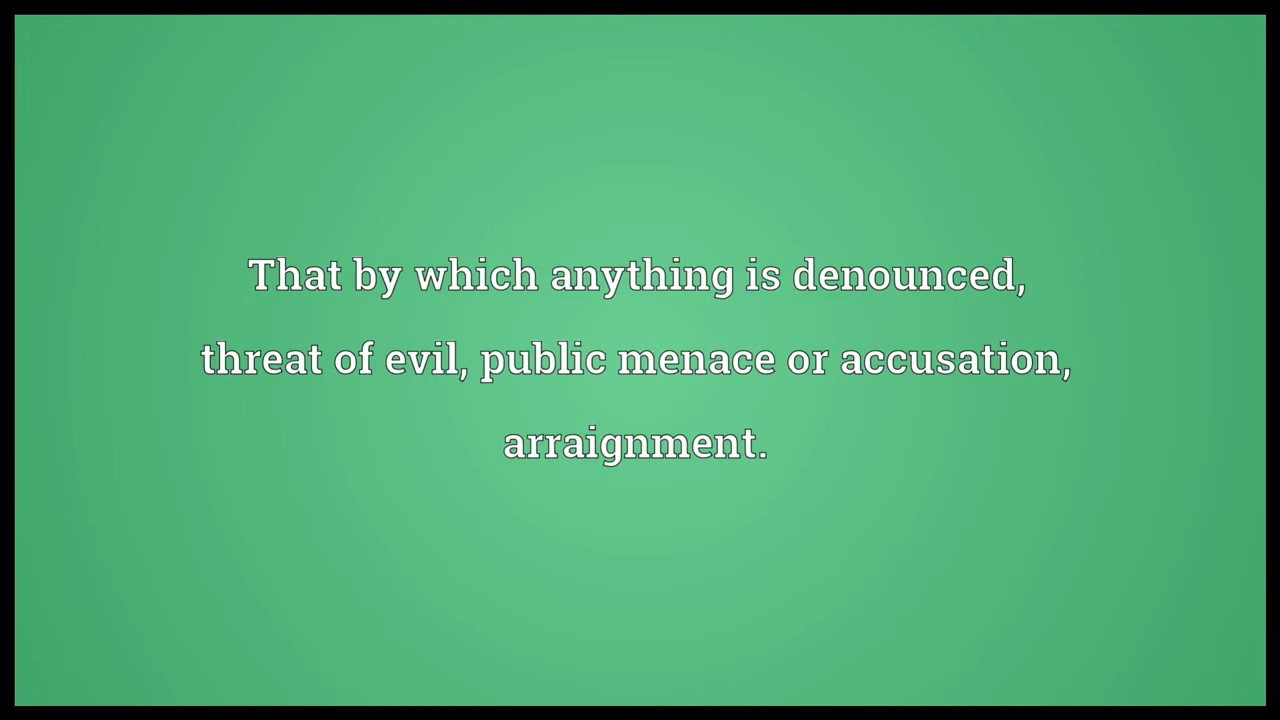 That by which anything is denounced,
threat of evil, public menace or accusation,
arraignment.